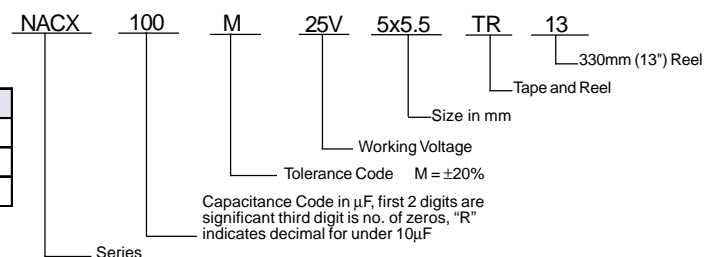 NACX 100 M 25V 5x5.5 TR 13
330mm (13") Reel
Tape and Reel
Size in mm
Working Voltage
Tolerance Code M = ±20%
Capacitance Code in μF, first 2 digits are
significant third digit is no. of zeros, “R”
indicates decimal for under 10μF
Series